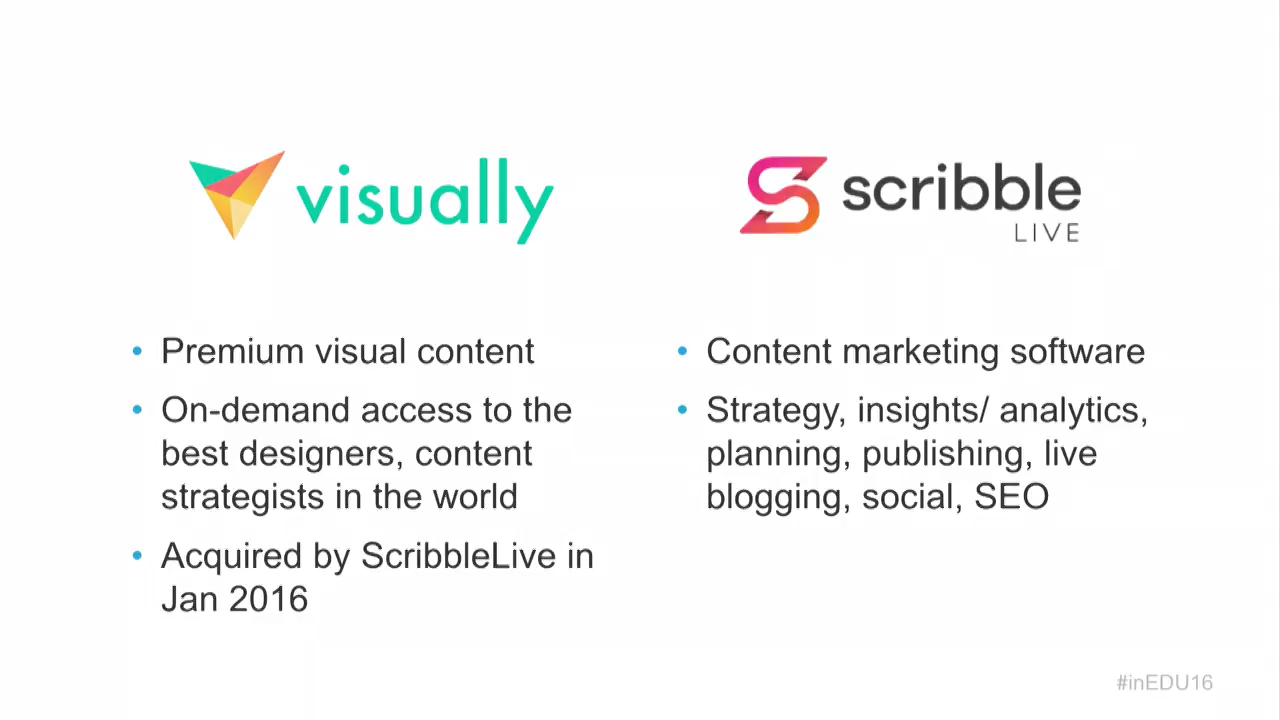 visually
• Premium visual content
• On-demand access to the
best designers, content
strategists in the world
• Acquired by ScribbleLive in
Jan 2016
scribble
LIVE
• Content marketing software
• Strategy, insights/ analytics,
planning, publishing, live
blogging, social, SEO
#inEDU16